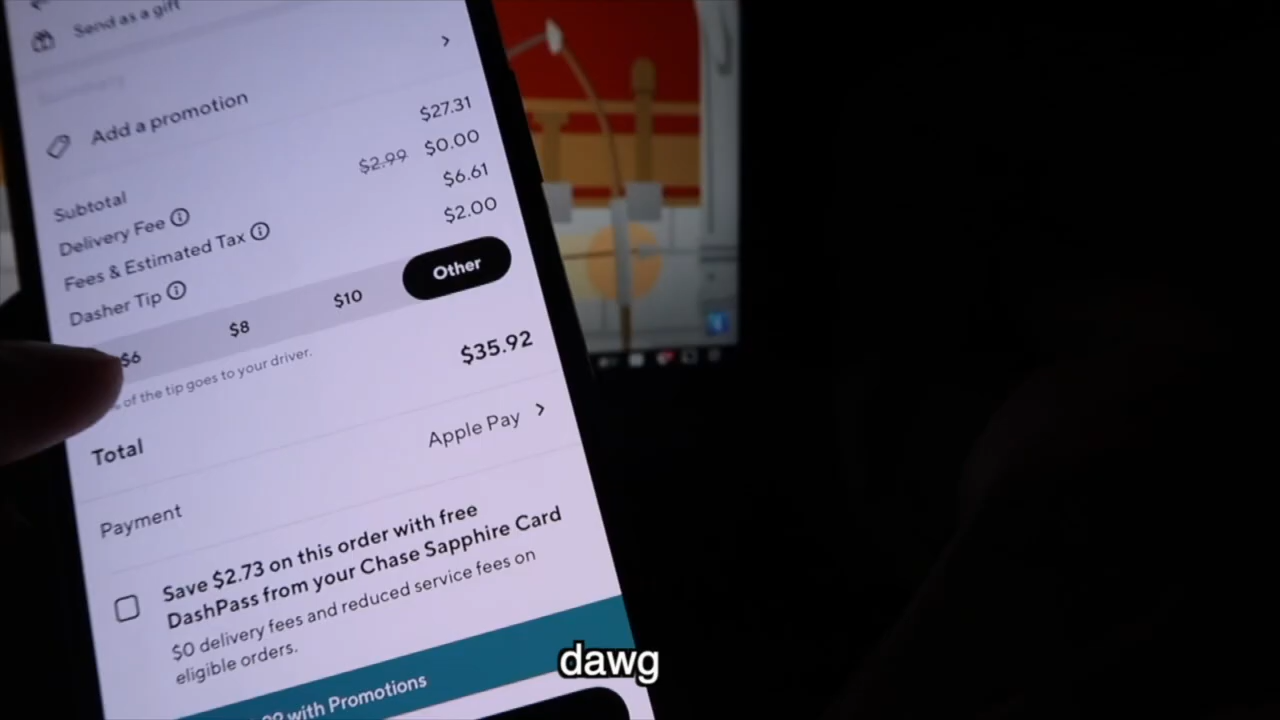 Send as a gift
Summary
Add a promotion
Subtotal $27.31
Delivery Fee $2.99 $0.00
Fees & Estimated Tax $6.61
Dasher Tip $2.00
$6 $8 $10 Other
of the tip goes to your driver.
Total $35.92
Payment Apple Pay
Save $2.73 on this order with free
DashPass from your Chase Sapphire Card
$0 delivery fees and reduced service fees on
eligible orders.
with Promotions
dawg